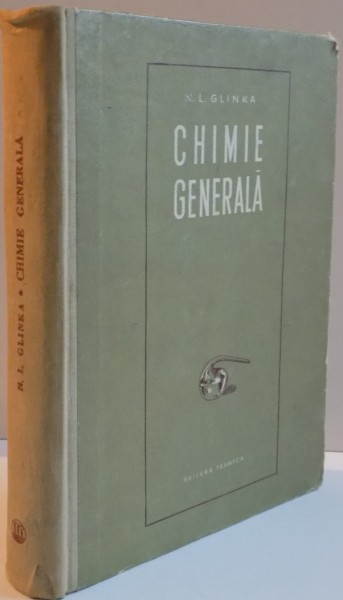 N. L. GLINKA
CHIMIE
GENERALĂ
EDITURA TEHNICĂ
N. L. GLINKA • CHIMIE GENERALĂ